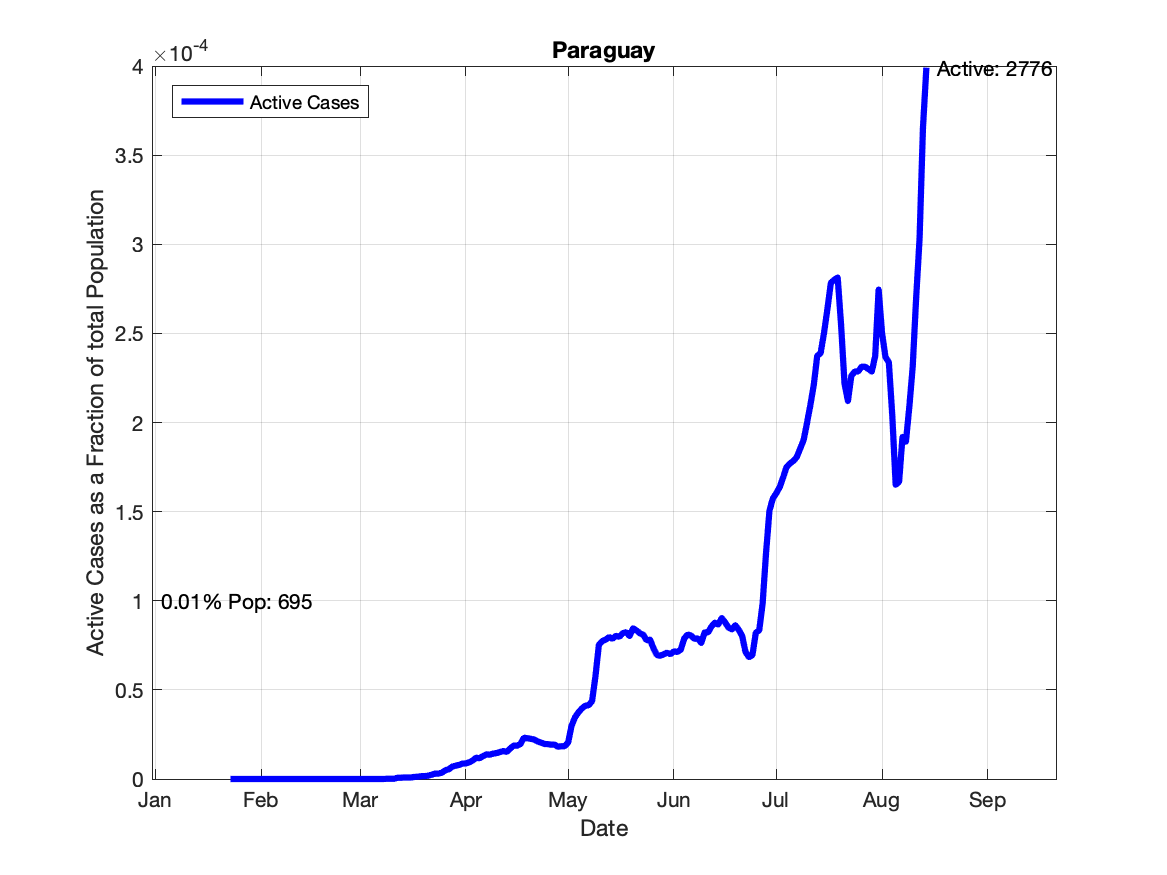 Paraguay
×10⁻⁴
Active: 2776
Active Cases
4
3.5
3
2.5
2
1.5
1
0.01% Pop: 695
0.5
0
Active Cases as a Fraction of total Population
Jan Feb Mar Apr May Jun Jul Aug Sep
Date